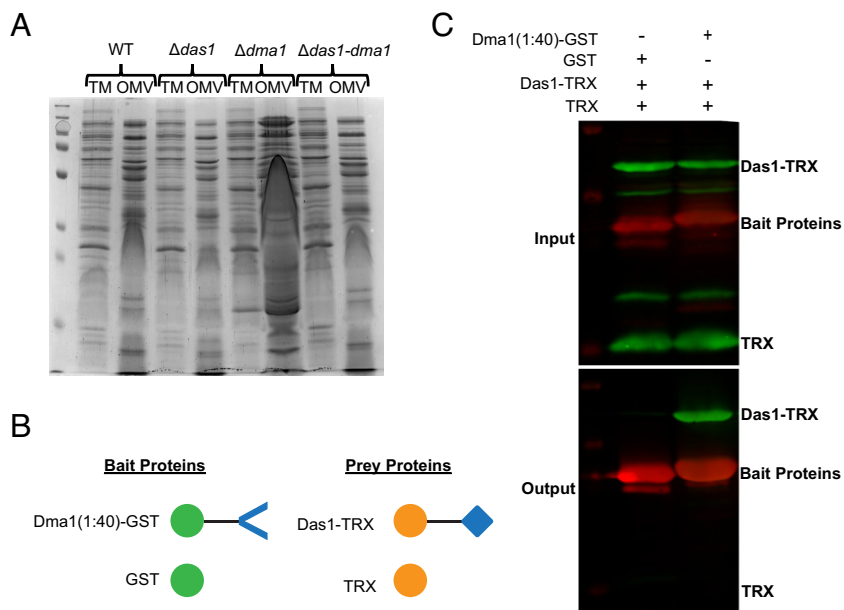 A
WT Δdas1 Δdma1 Δdas1-dma1
TM OMV TM OMV TM OMV TM OMV
B
Bait Proteins
Prey Proteins
Dma1(1:40)-GST
Das1-TRX
GST
TRX
C
Dma1(1:40)-GST - +
GST + -
Das1-TRX + +
TRX + +
Das1-TRX
Bait Proteins
Input
TRX
Das1-TRX
Bait Proteins
Output
TRX